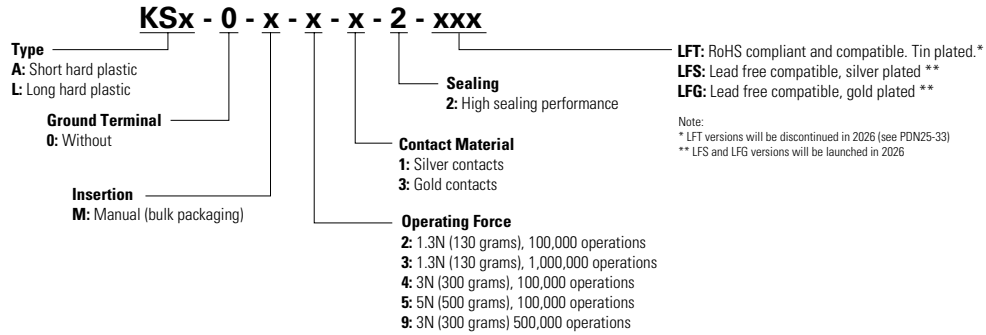 KSx - 0 - x - x - x - 2 - xxx
Type
A: Short hard plastic
L: Long hard plastic
Ground Terminal
0: Without
Insertion
M: Manual (bulk packaging)
Operating Force
2: 1.3N (130 grams), 100,000 operations
3: 1.3N (130 grams), 1,000,000 operations
4: 3N (300 grams), 100,000 operations
5: 5N (500 grams), 100,000 operations
9: 3N (300 grams) 500,000 operations
Contact Material
1: Silver contacts
3: Gold contacts
Sealing
2: High sealing performance
LFT: RoHS compliant and compatible. Tin plated.*
LFS: Lead free compatible, silver plated **
LFG: Lead free compatible, gold plated **
Note:
* LFT versions will be discontinued in 2026 (see PDN25-33)
** LFS and LFG versions will be launched in 2026